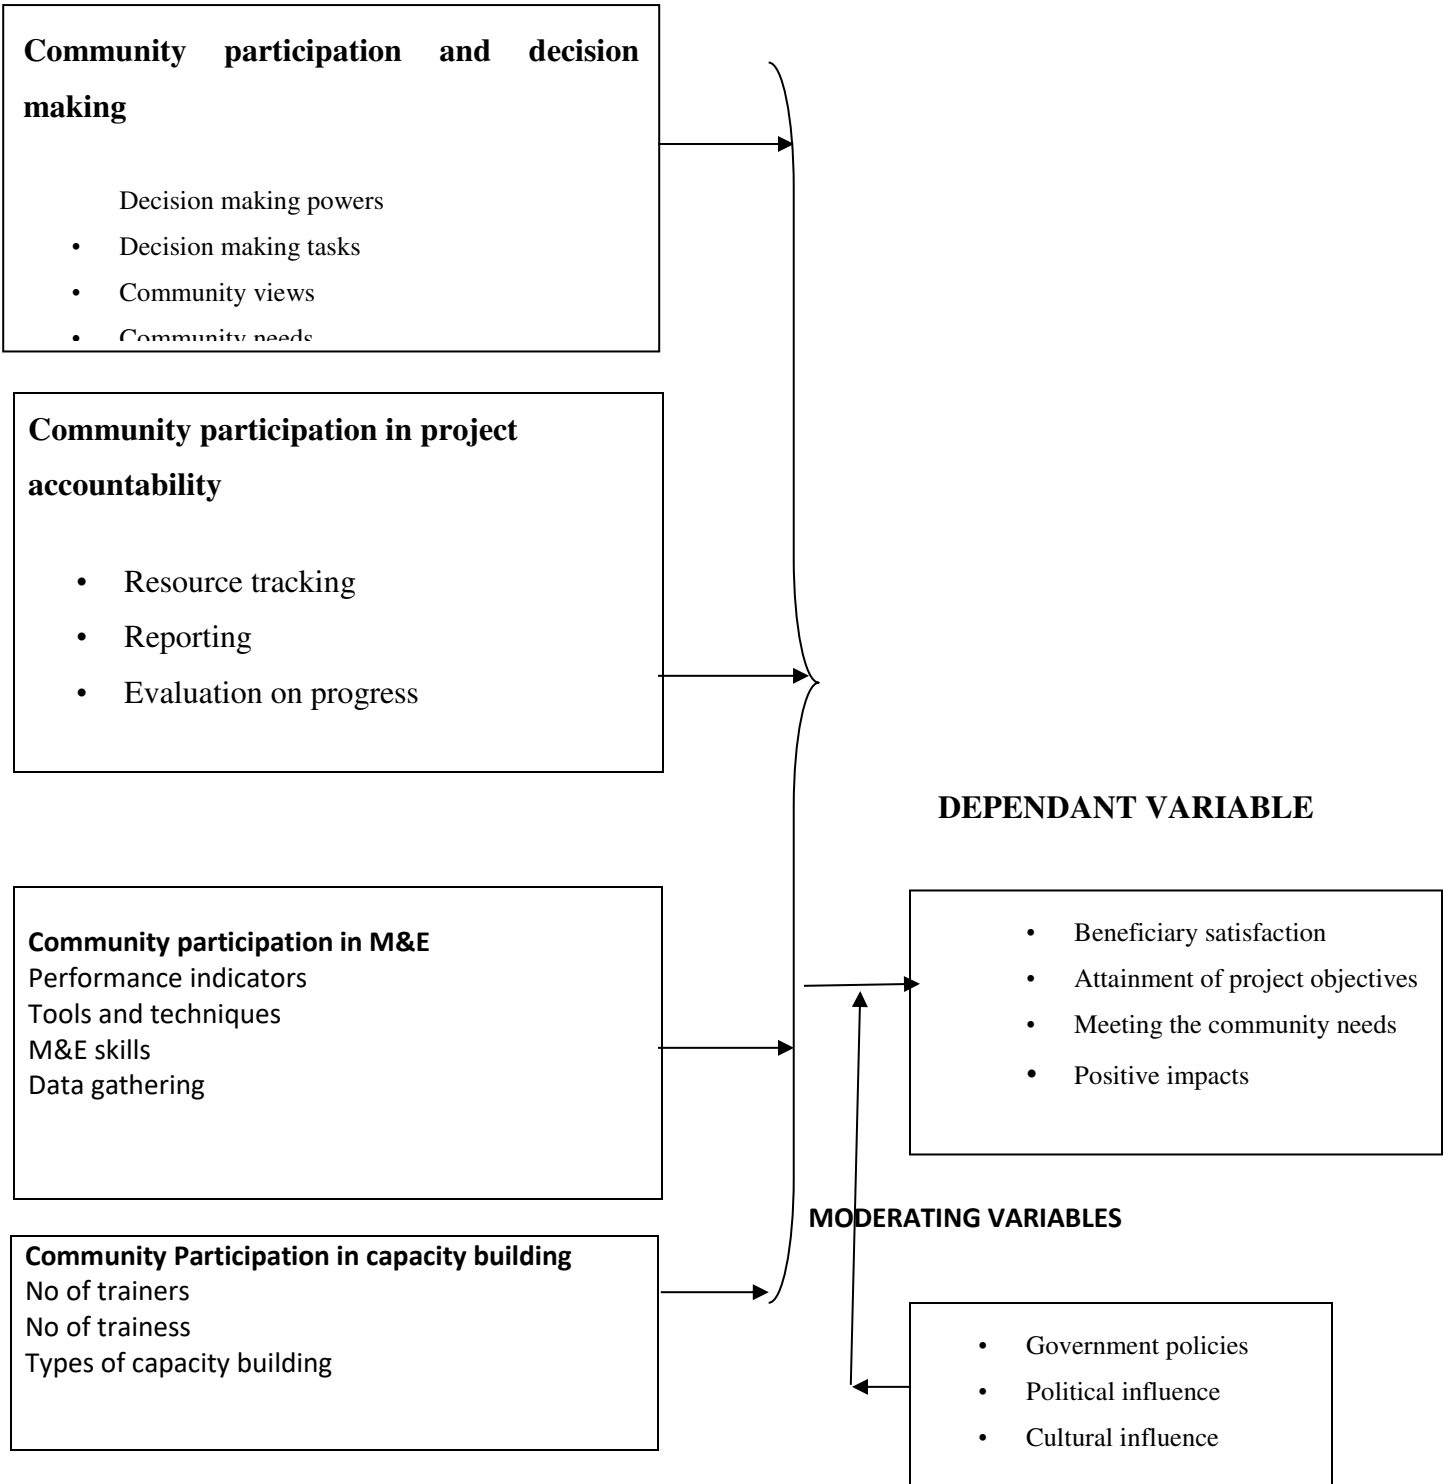 Community participation and decision
making
Decision making powers
• Decision making tasks
• Community views
• Community needs
Community participation in project
accountability
• Resource tracking
• Reporting
• Evaluation on progress
Community participation in M&E
Performance indicators
Tools and techniques
M&E skills
Data gathering
Community Participation in capacity building
No of trainers
No of trainess
Types of capacity building
DEPENDANT VARIABLE
• Beneficiary satisfaction
• Attainment of project objectives
• Meeting the community needs
• Positive impacts
MODERATING VARIABLES
• Government policies
• Political influence
• Cultural influence